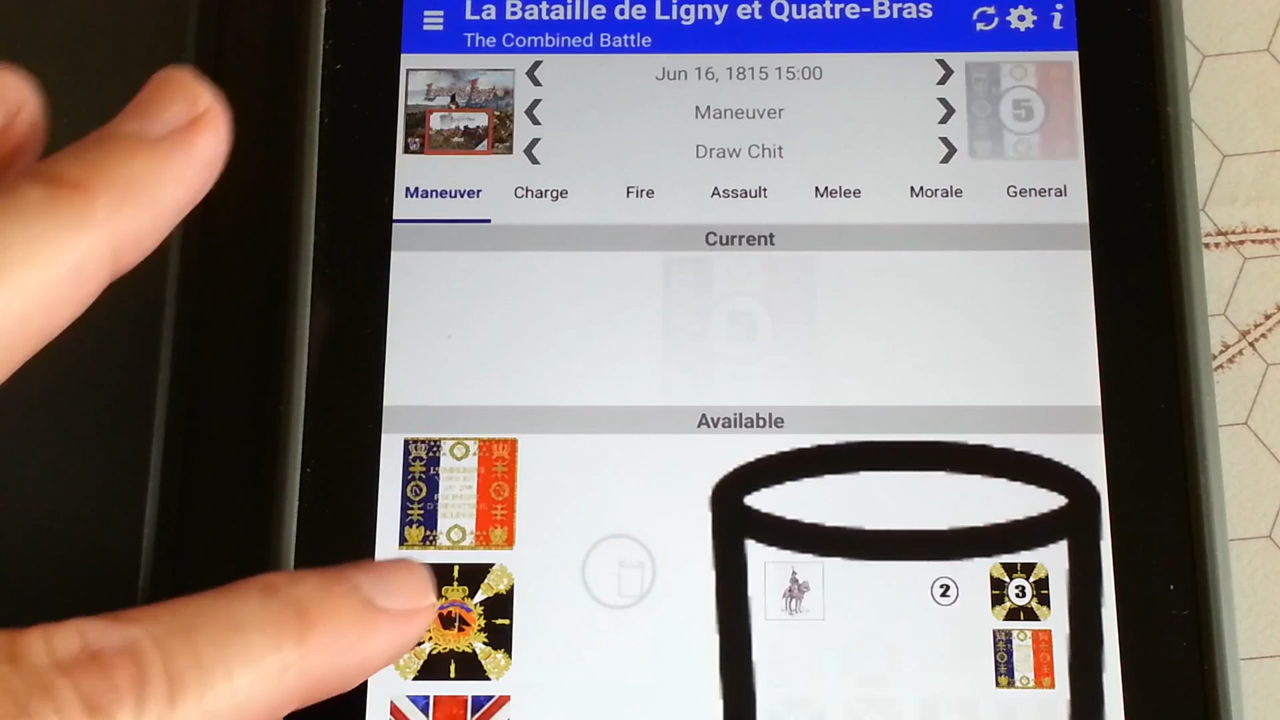 La Bataille de Ligny et Quatre-Bras
The Combined Battle
Jun 16, 1815 15:00
5
Maneuver
Draw Chit
Maneuver Charge Fire Assault Melee Morale General
Current
Available
2 3